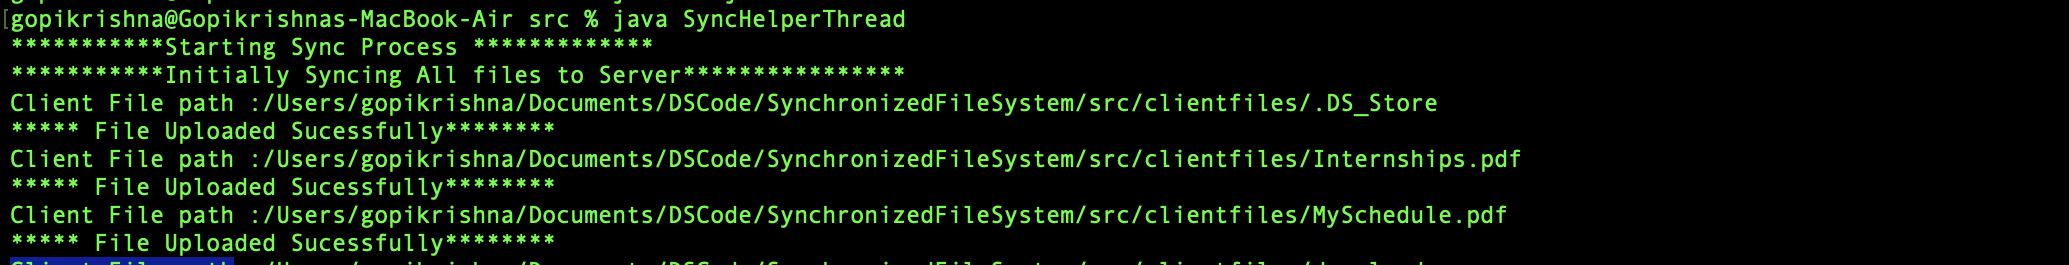 gopikrishna@Gopikrishnas-MacBook-Air src % java SyncHelperThread
***********Starting Sync Process *************
***********Initially Syncing All files to Server****************
Client File path :/Users/gopikrishna/Documents/DSCode/SynchronizedFileSystem/src/clientfiles/.DS_Store
***** File Uploaded Sucessfully********
Client File path :/Users/gopikrishna/Documents/DSCode/SynchronizedFileSystem/src/clientfiles/Internships.pdf
***** File Uploaded Sucessfully********
Client File path :/Users/gopikrishna/Documents/DSCode/SynchronizedFileSystem/src/clientfiles/MySchedule.pdf
***** File Uploaded Sucessfully********